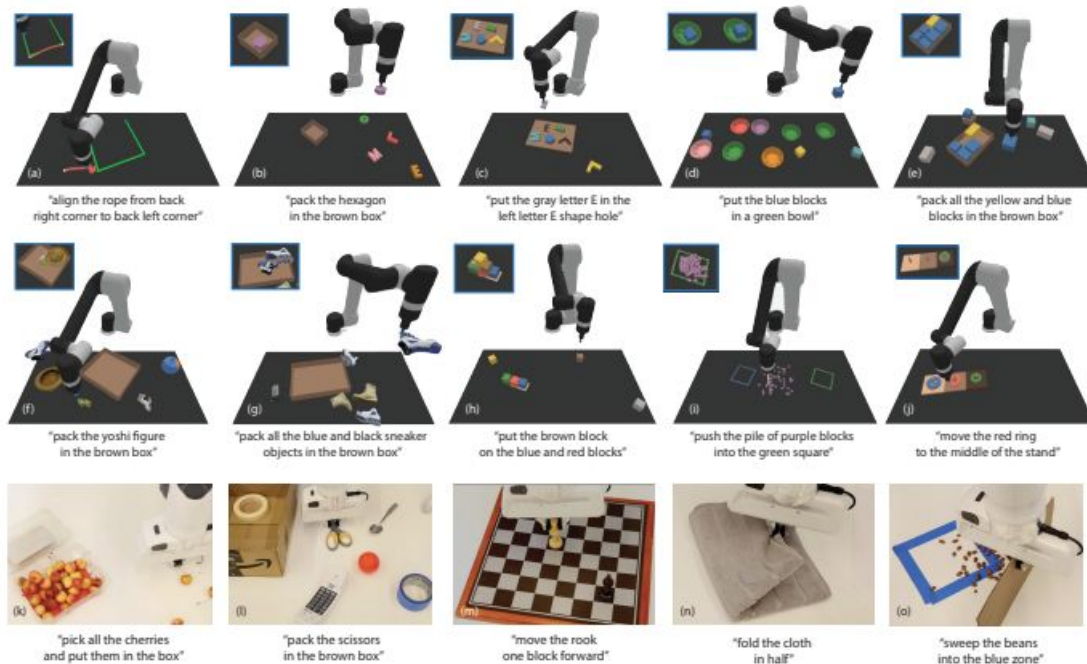 (a)
"align the rope from back
right corner to back left corner"
(b)
"pack the hexagon
in the brown box"
(c)
"put the gray letter E in the
left letter E shape hole"
(d)
"put the blue blocks
in a green bowl"
(e)
"pack all the yellow and blue
blocks in the brown box"
(f)
"pack the yoshi figure
in the brown box"
(g)
"pack all the blue and black sneaker
objects in the brown box"
(h)
"put the brown block
on the blue and red blocks"
(i)
"push the pile of purple blocks
into the green square"
(j)
"move the red ring
to the middle of the stand"
(k)
"pick all the cherries
and put them in the box"
(l)
"pack the scissors
in the brown box"
(m)
"move the rook
one block forward"
(n)
"fold the cloth
in half"
(o)
"sweep the beans
into the blue zone"